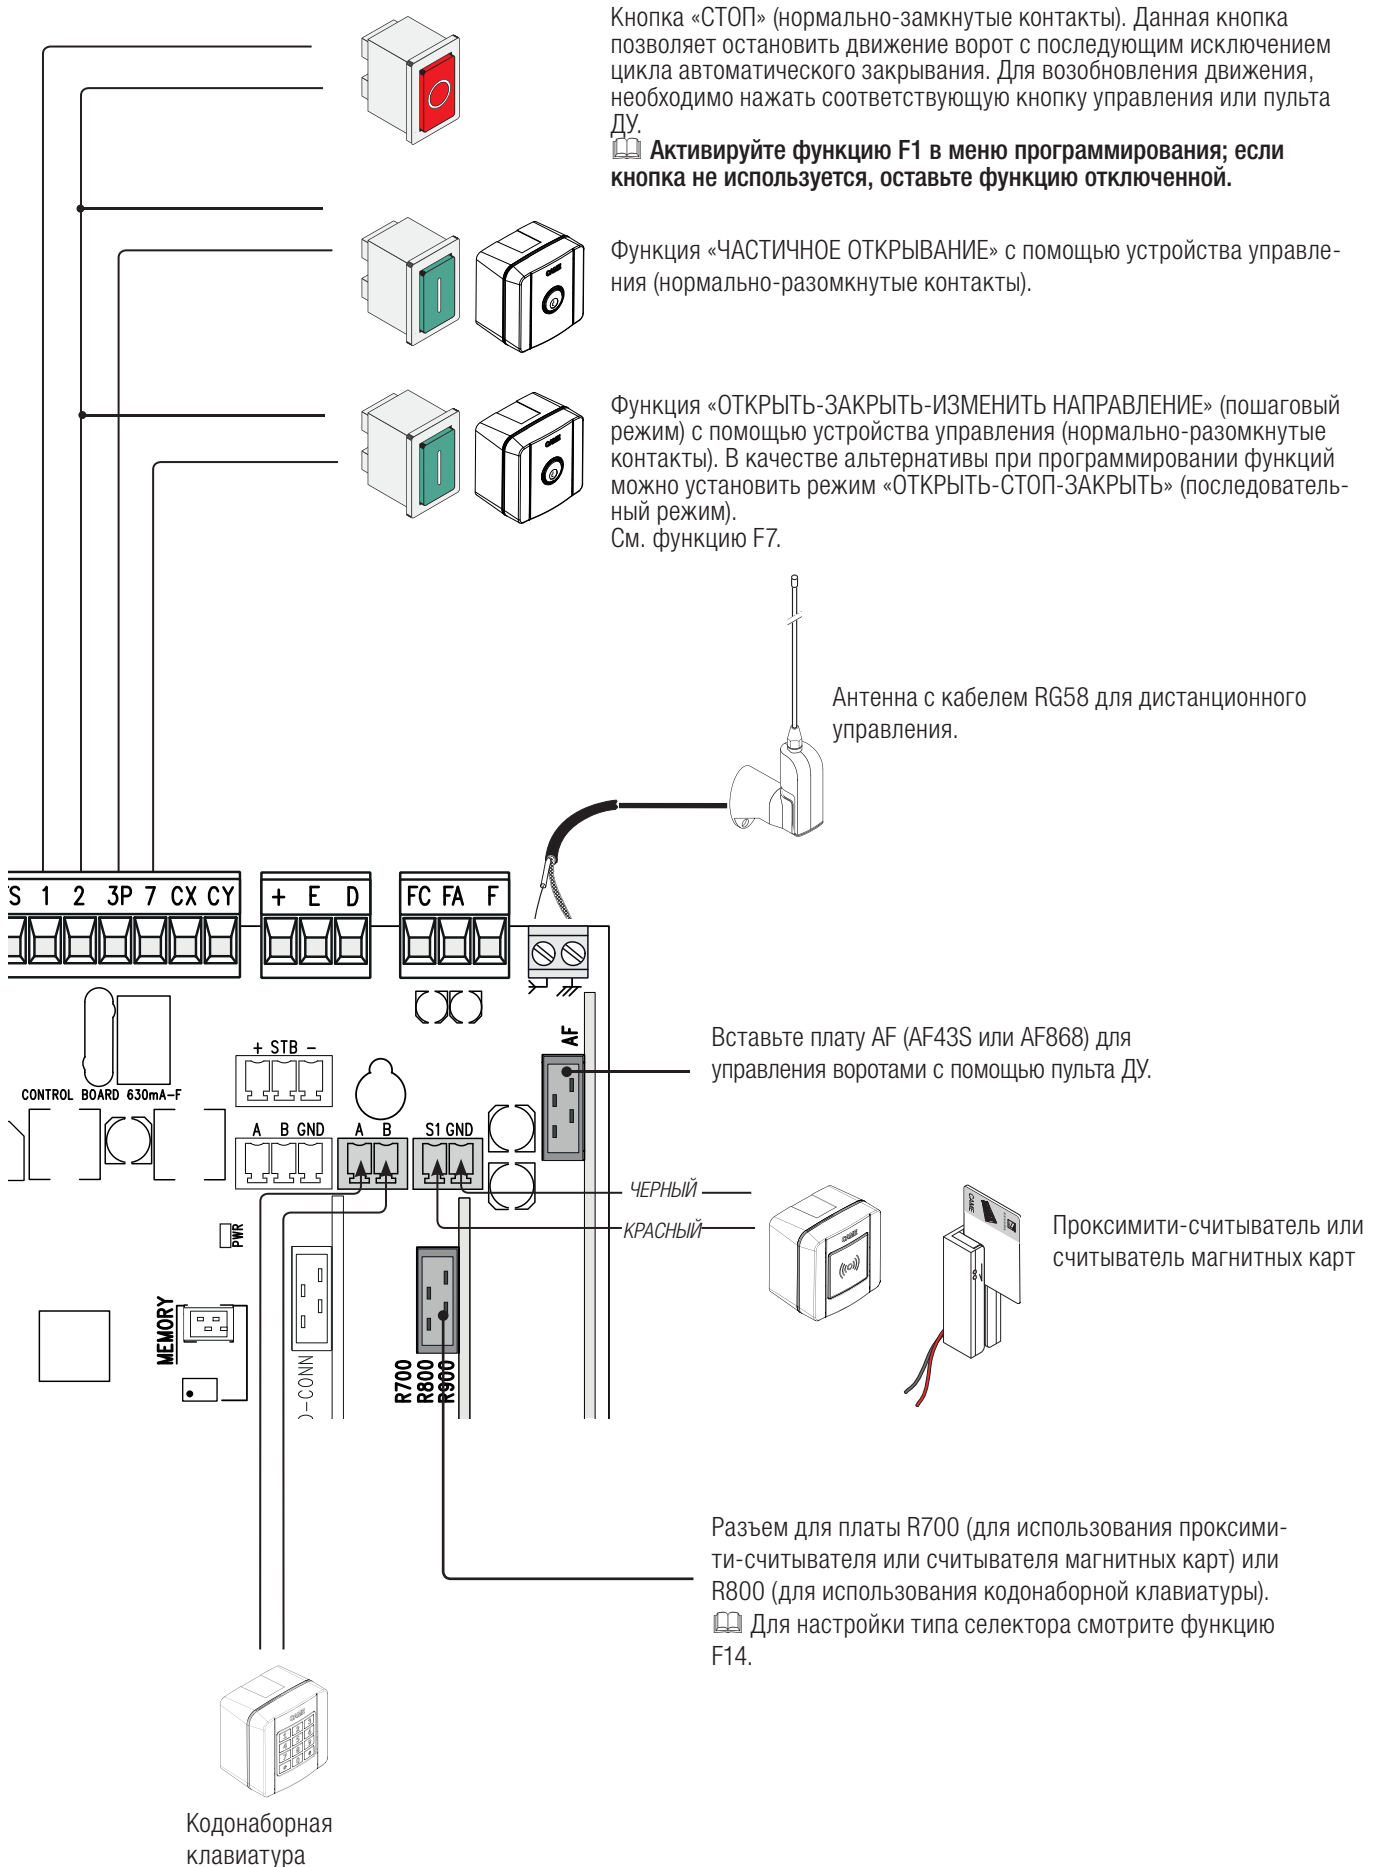 Кнопка «СТОП» (нормально-замкнутые контакты). Данная кнопка
позволяет остановить движение ворот с последующим исключением
цикла автоматического закрывания. Для возобновления движения,
необходимо нажать соответствующую кнопку управления или пульта
ДУ.
Активируйте функцию F1 в меню программирования; если
кнопка не используется, оставьте функцию отключенной.
Функция «ЧАСТИЧНОЕ ОТКРЫВАНИЕ» с помощью устройства управле-
ния (нормально-разомкнутые контакты).
CAME
Функция «ОТКРЫТЬ-ЗАКРЫТЬ-ИЗМЕНИТЬ НАПРАВЛЕНИЕ» (пошаговый
режим) с помощью устройства управления (нормально-разомкнутые
контакты). В качестве альтернативы при программировании функций
можно установить режим «ОТКРЫТЬ-СТОП-ЗАКРЫТЬ» (последователь-
ный режим).
См. функцию F7.
CAME
Антенна с кабелем RG58 для дистанционного
управления.
S 1 2 3P 7 CX CY + E D FC FA F
AF
Вставьте плату AF (AF43S или AF868) для
управления воротами с помощью пульта ДУ.
+ STB -
CONTROL BOARD 630mA-F
A B GND A B S1 GND
ЧЕРНЫЙ
КРАСНЫЙ
CAME
CAME
Проксимити-считыватель или
считыватель магнитных карт
PWR
MEMORY
O-CONN
R700
R800
R900
Разъем для платы R700 (для использования проксими-
ти-считывателя или считывателя магнитных карт) или
R800 (для использования кодонаборной клавиатуры).
Для настройки типа селектора смотрите функцию
F14.
CAME
Кодонаборная
клавиатура